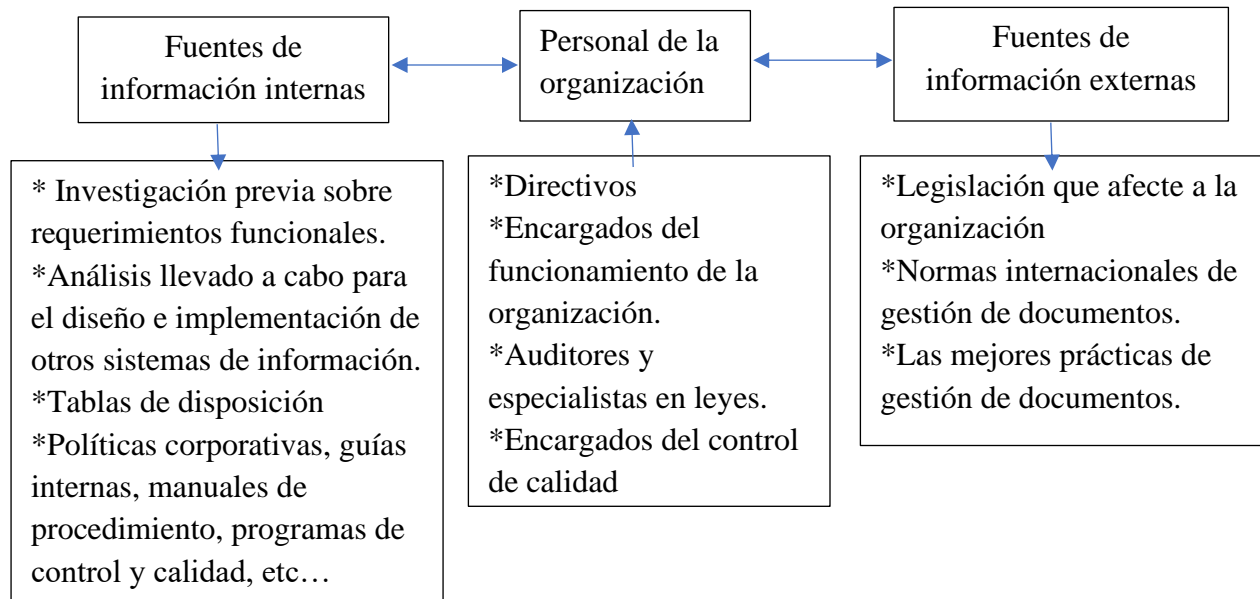 Fuentes de
información internas
Personal de la
organización
Fuentes de
información externas
* Investigación previa sobre
requerimientos funcionales.
*Análisis llevado a cabo para
el diseño e implementación de
otros sistemas de información.
*Tablas de disposición
*Políticas corporativas, guías
internas, manuales de
procedimiento, programas de
control y calidad, etc…
*Directivos
*Encargados del
funcionamiento de la
organización.
*Auditores y
especialistas en leyes.
*Encargados del control
de calidad
*Legislación que afecte a la
organización
*Normas internacionales de
gestión de documentos.
*Las mejores prácticas de
gestión de documentos.